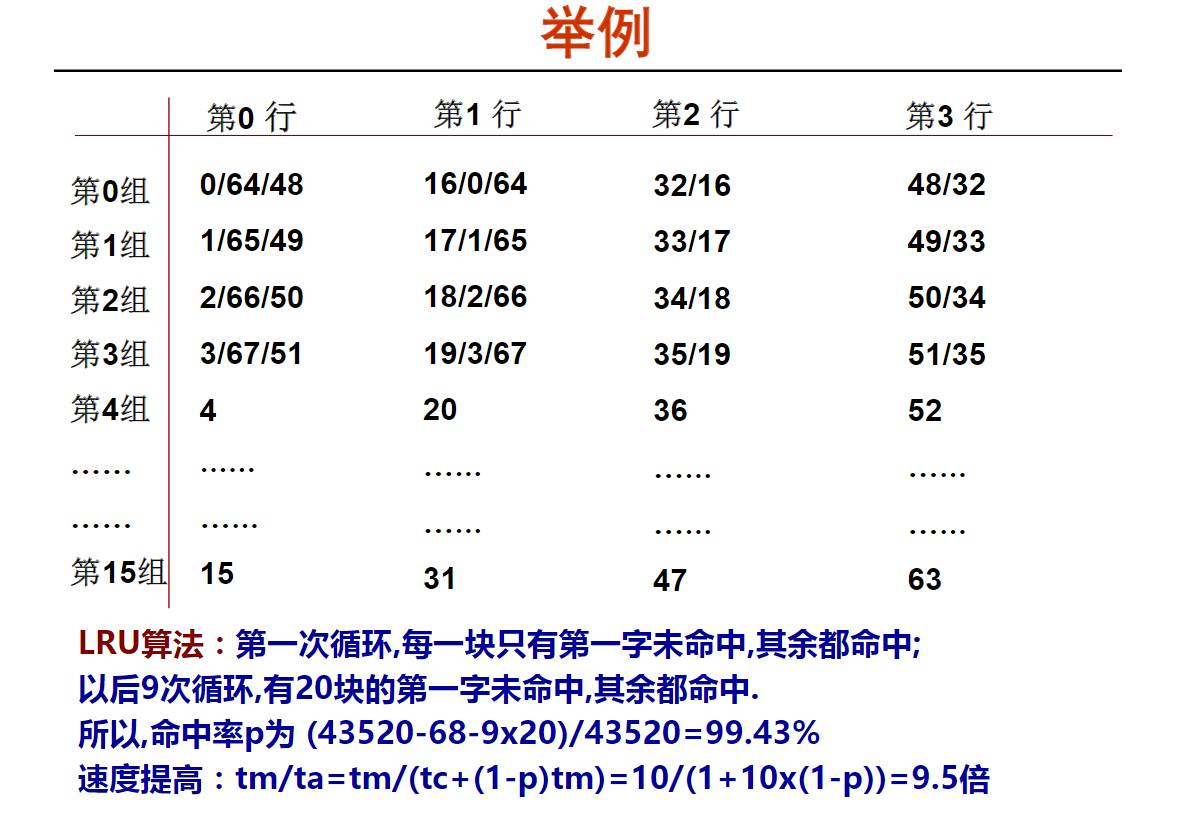 举例
第0 行 第1 行 第2 行 第3 行
第0组 0/64/48 16/0/64 32/16 48/32
第1组 1/65/49 17/1/65 33/17 49/33
第2组 2/66/50 18/2/66 34/18 50/34
第3组 3/67/51 19/3/67 35/19 51/35
第4组 4 20 36 52
…… …… …… …… ……
…… …… …… …… ……
第15组 15 31 47 63
LRU算法：第一次循环,每一块只有第一字未命中,其余都命中;
以后9次循环,有20块的第一字未命中,其余都命中.
所以,命中率p为 (43520-68-9x20)/43520=99.43%
速度提高：tm/ta=tm/(tc+(1-p)tm)=10/(1+10x(1-p))=9.5倍